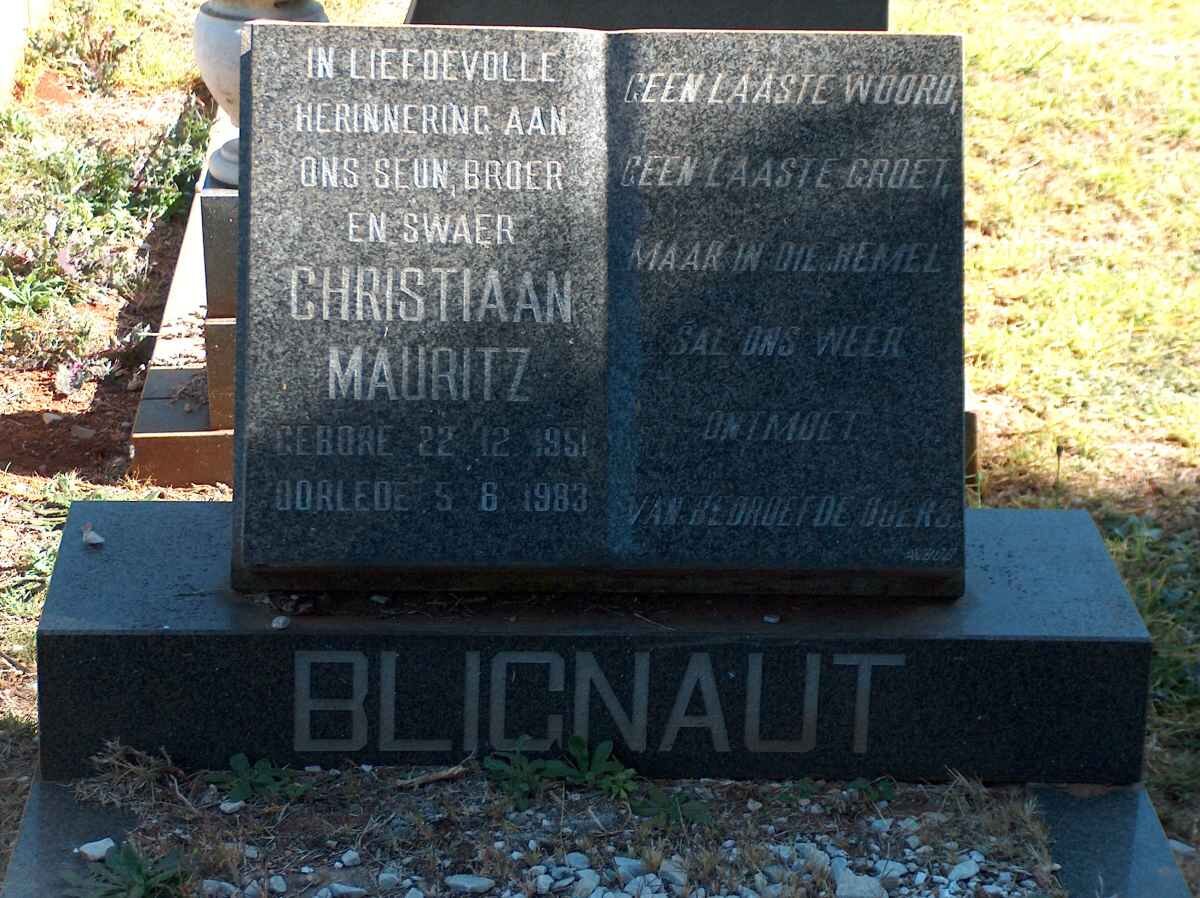 IN LIEFDEVOLLE
HERINNERING AAN
ONS SEUN, BROER
EN SWAER
CHRISTIAAN
MAURITZ
GEBORE 22 12 1951
OORLEDE 5 6 1983
GEEN LAASTE WOORD,
GEEN LAASTE GROET,
MAAR IN DIE HEMEL
SAL ONS WEER
ONTMOET.
VAN BEDROEFDE OUERS.
BLIGNAUT